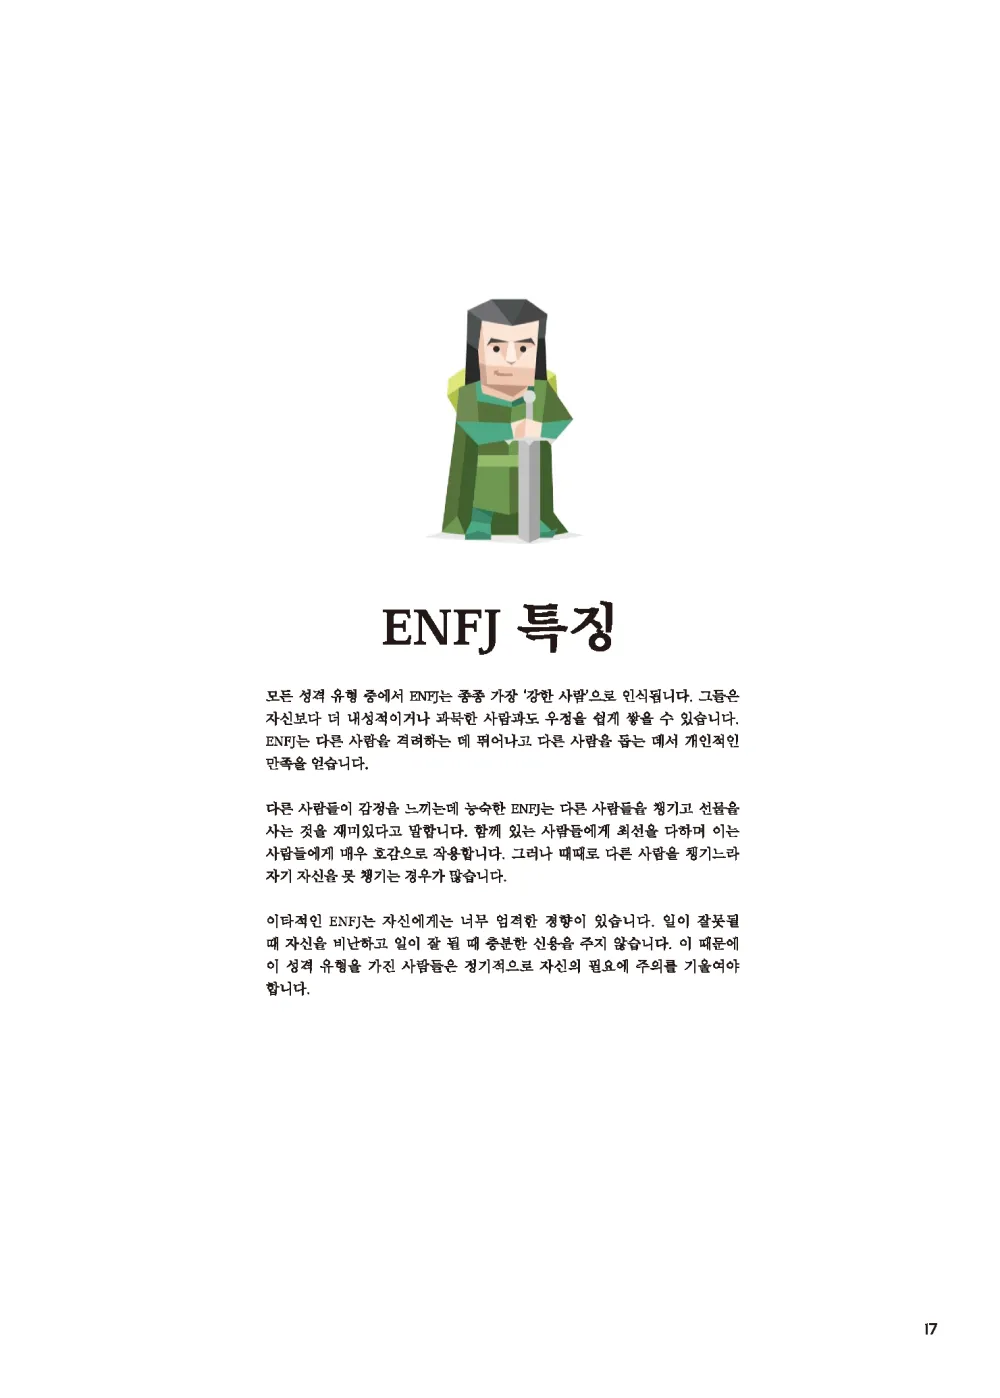 ENFJ 특징
모든 성격 유형 중에서 ENFJ는 종종 가장 ‘강한 사람’으로 인식됩니다. 그들은
자신보다 더 내성적이거나 과묵한 사람과도 우정을 쉽게 쌓을 수 있습니다.
ENFJ는 다른 사람을 격려하는 데 뛰어나고 다른 사람을 돕는 데서 개인적인
만족을 얻습니다.
다른 사람들이 감정을 느끼는데 능숙한 ENFJ는 다른 사람들을 챙기고 선물을
사는 것을 재미있다고 말합니다. 함께 있는 사람들에게 최선을 다하며 이는
사람들에게 매우 호감으로 작용합니다. 그러나 때때로 다른 사람을 챙기느라
자기 자신을 못 챙기는 경우가 많습니다.
이타적인 ENFJ는 자신에게는 너무 엄격한 경향이 있습니다. 일이 잘못될
때 자신을 비난하고 일이 잘 될 때 충분한 신용을 주지 않습니다. 이 때문에
이 성격 유형을 가진 사람들은 정기적으로 자신의 필요에 주의를 기울여야
합니다.
17